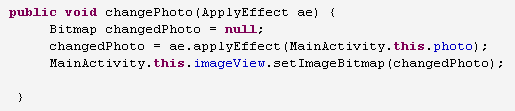 public void changePhoto(ApplyEffect ae) {
Bitmap changedPhoto = null;
changedPhoto = ae.applyEffect(MainActivity.this.photo);
MainActivity.this.imageView.setImageBitmap(changedPhoto);
}